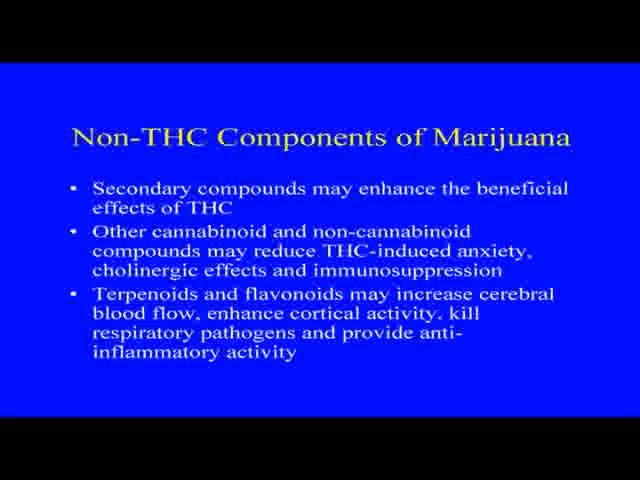 Non-THC Components of Marijuana
• Secondary compounds may enhance the beneficial
effects of THC
• Other cannabinoid and non-cannabinoid
compounds may reduce THC-induced anxiety,
cholinergic effects and immunosuppression
• Terpenoids and flavonoids may increase cerebral
blood flow, enhance cortical activity, kill
respiratory pathogens and provide anti-
inflammatory activity